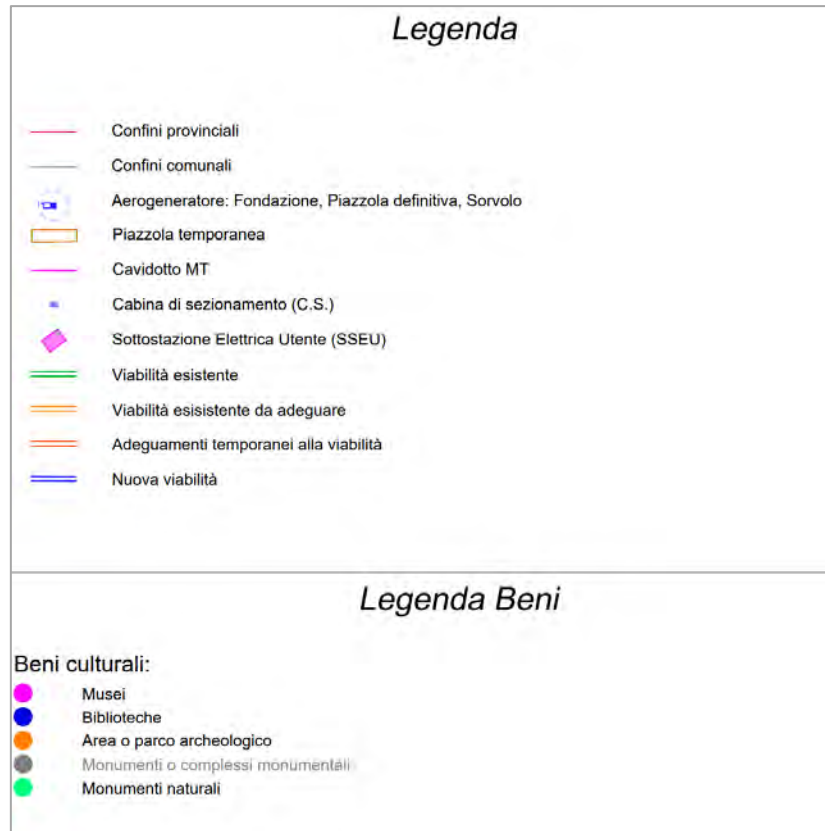 Legenda
Confini provinciali
Confini comunali
Aerogeneratore: Fondazione, Piazzola definitiva, Sorvolo
Piazzola temporanea
Cavidotto MT
Cabina di sezionamento (C.S.)
Sottostazione Elettrica Utente (SSEU)
Viabilità esistente
Viabilità esisistente da adeguare
Adeguamenti temporanei alla viabilità
Nuova viabilità
Legenda Beni
Beni culturali:
Musei
Biblioteche
Area o parco archeologico
Monumenti o complessi monumentali
Monumenti naturali